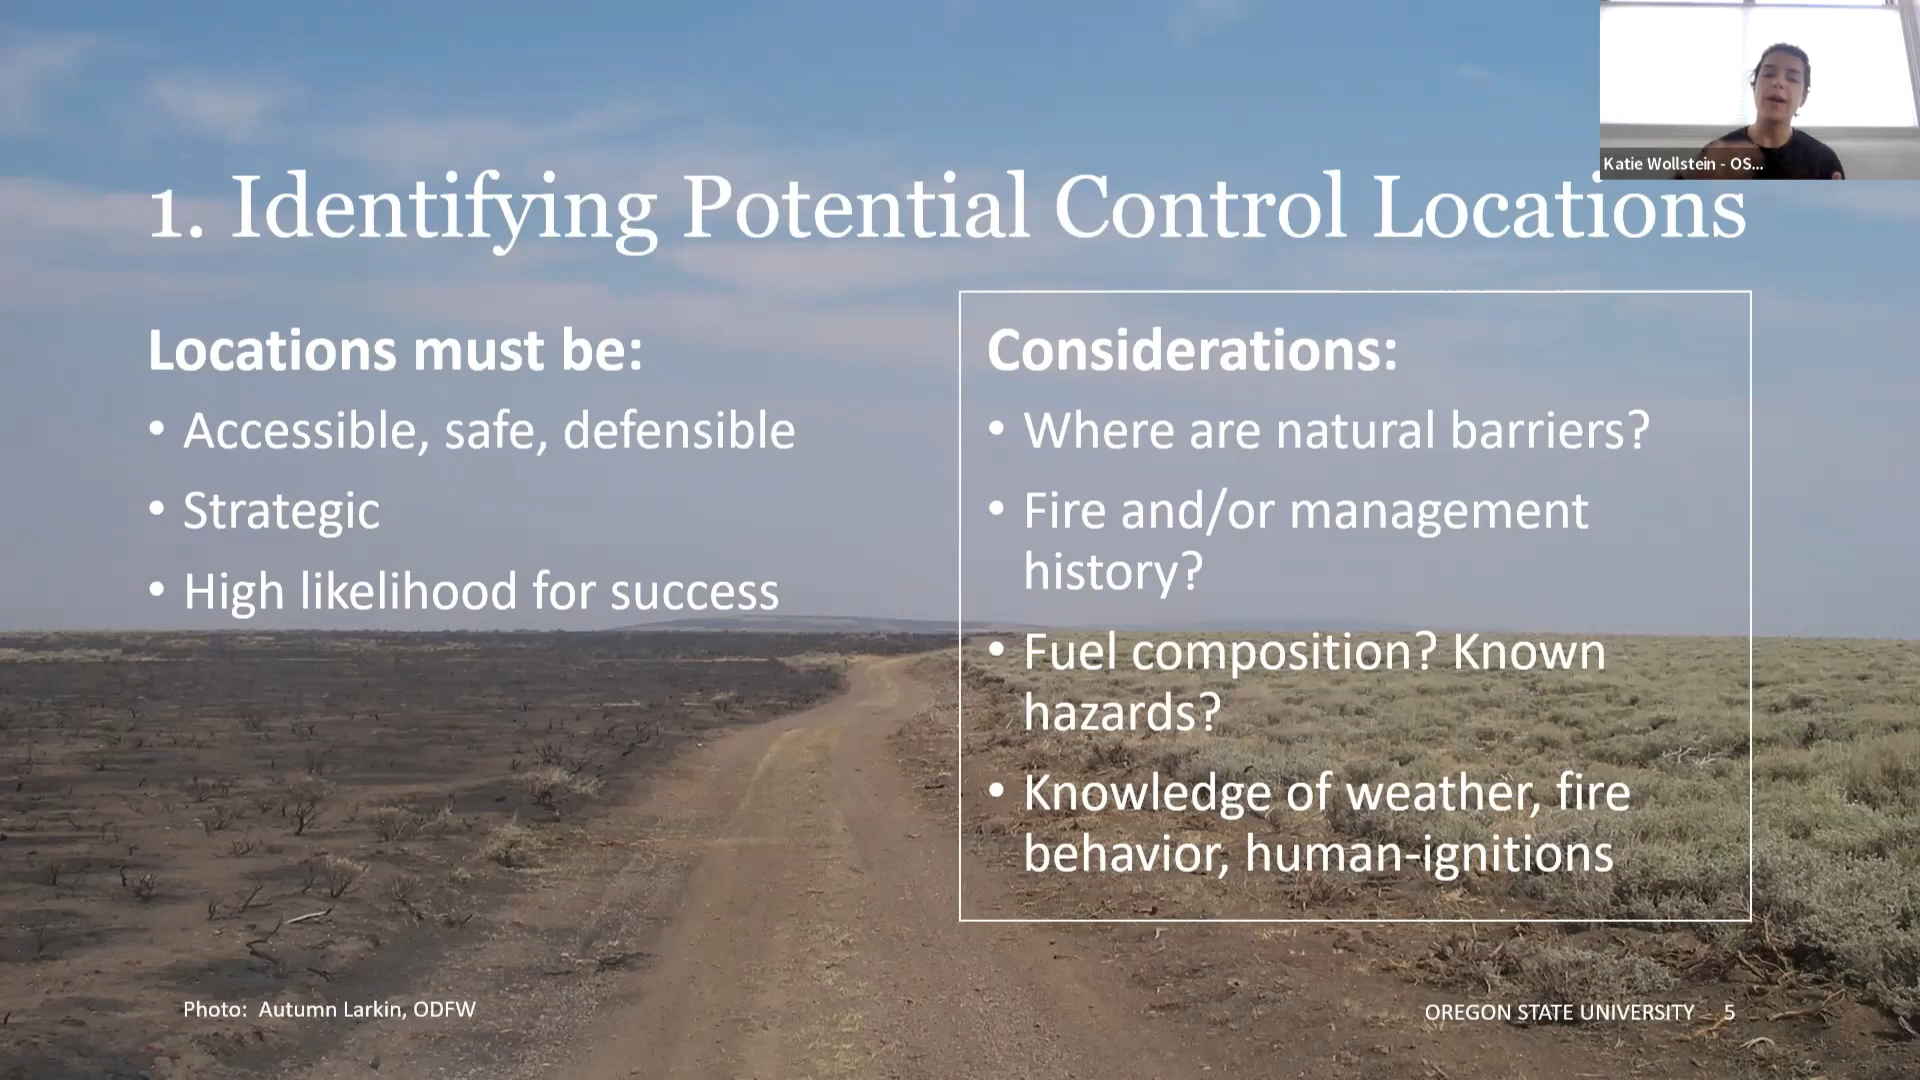 Katie Wollstein - OS...
1. Identifying Potential Control Locations
Locations must be:
• Accessible, safe, defensible
• Strategic
• High likelihood for success
Considerations:
• Where are natural barriers?
• Fire and/or management
history?
• Fuel composition? Known
hazards?
• Knowledge of weather, fire
behavior, human-ignitions
Photo: Autumn Larkin, ODFW
OREGON STATE UNIVERSITY 5